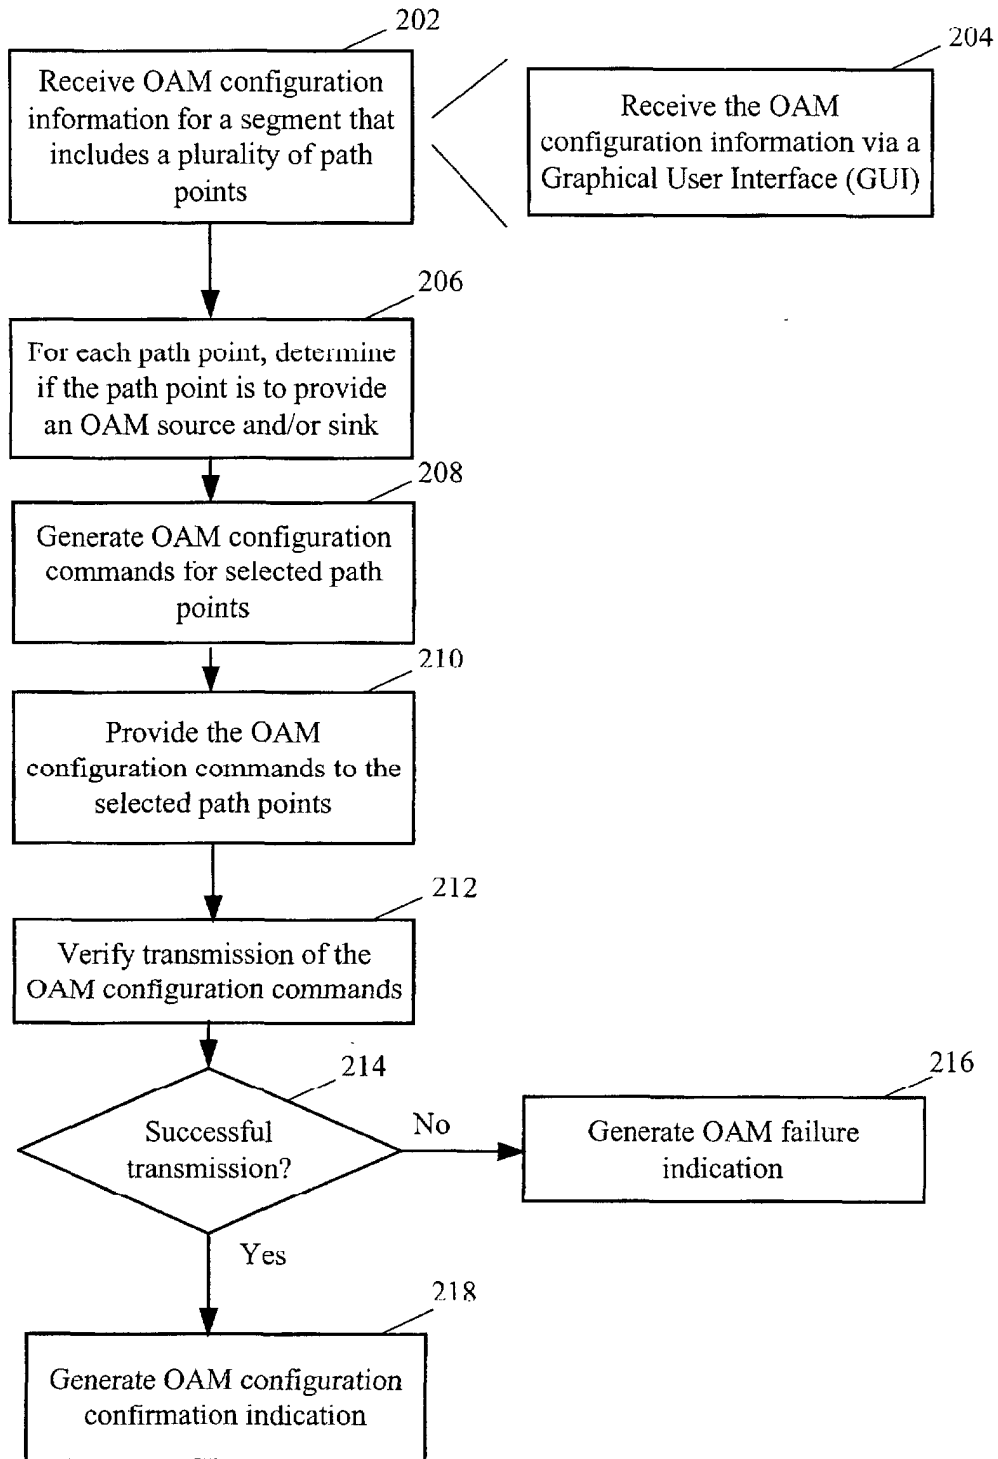 202
Receive OAM configuration
information for a segment that
includes a plurality of path
points
204
Receive the OAM
configuration information via a
Graphical User Interface (GUI)
206
For each path point, determine
if the path point is to provide
an OAM source and/or sink
208
Generate OAM configuration
commands for selected path
points
210
Provide the OAM
configuration commands to the
selected path points
212
Verify transmission of the
OAM configuration commands
214
Successful
transmission?
No
216
Generate OAM failure
indication
Yes
218
Generate OAM configuration
confirmation indication